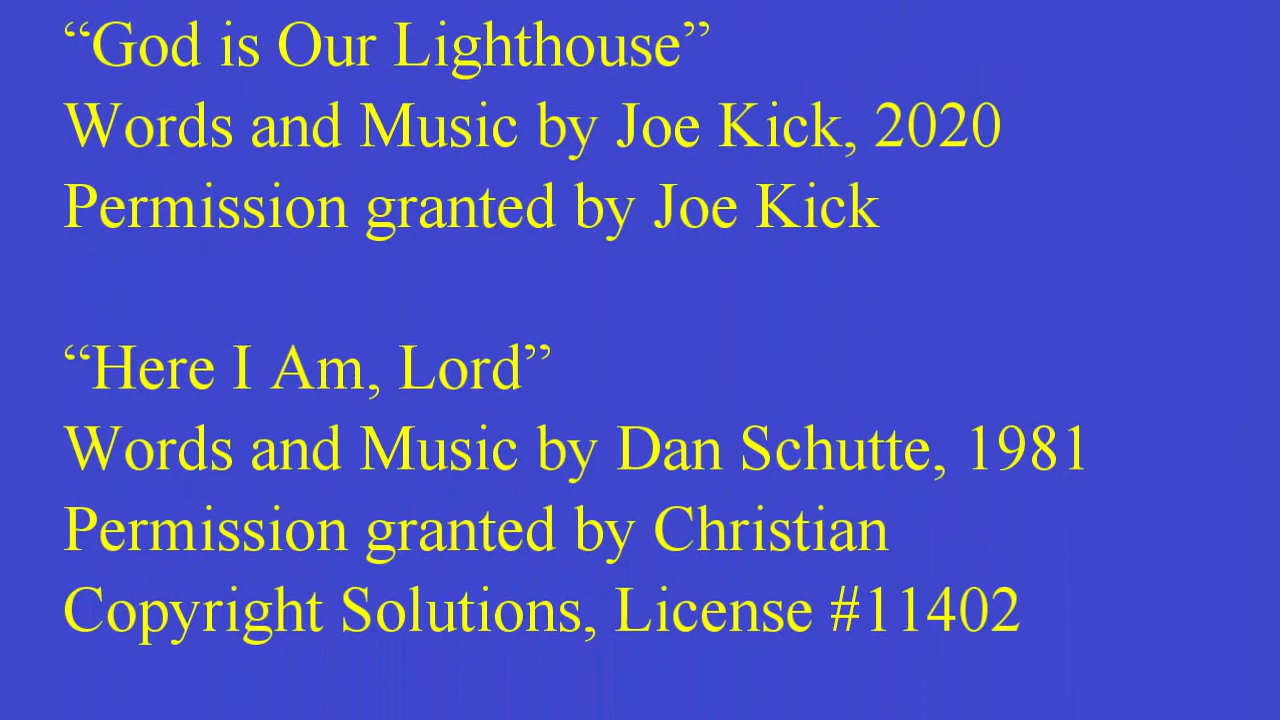 “God is Our Lighthouse”
Words and Music by Joe Kick, 2020
Permission granted by Joe Kick
“Here I Am, Lord”
Words and Music by Dan Schutte, 1981
Permission granted by Christian
Copyright Solutions, License #11402